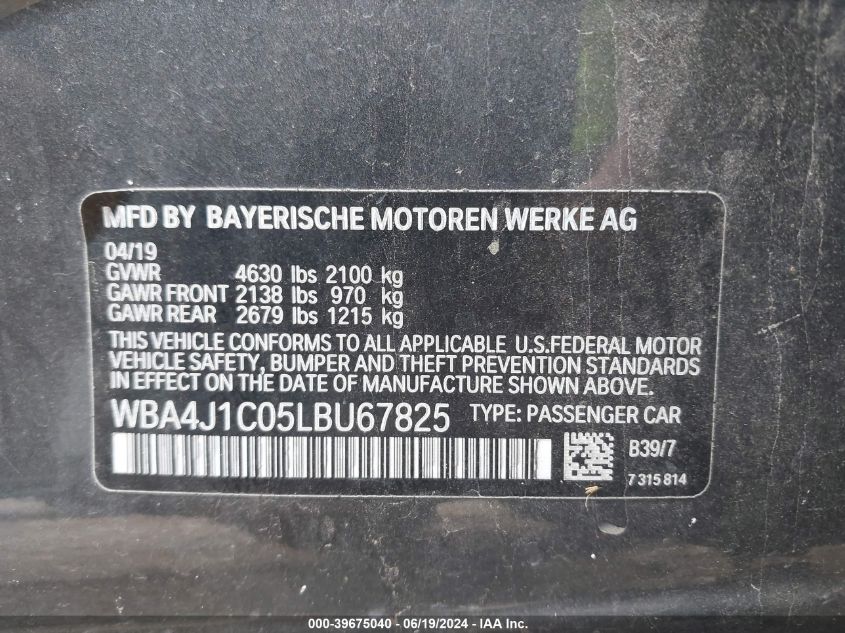 MFD BY BAYERISCHE MOTOREN WERKE AG
04/19
GVWR 4630 lbs 2100 kg
GAWR FRONT 2138 lbs 970 kg
GAWR REAR 2679 lbs 1215 kg
THIS VEHICLE CONFORMS TO ALL APPLICABLE U.S.FEDERAL MOTOR
VEHICLE SAFETY, BUMPER AND THEFT PREVENTION STANDARDS
IN EFFECT ON THE DATE OF MANUFACTURE SHOWN ABOVE.
WBA4J1C05LBU67825 TYPE: PASSENGER CAR
B39/7
7 315 814
000-39675040 - 06/19/2024 - IAA Inc.